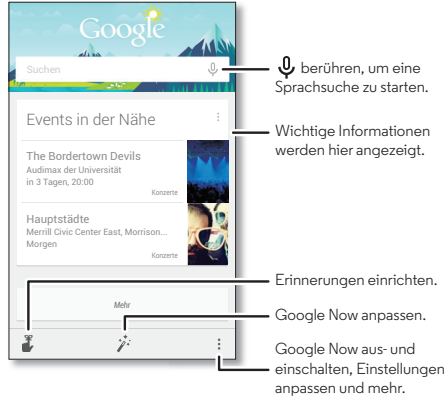 Google
Suchen
berühren, um eine
Sprachsuche zu starten.
Events in der Nähe
Wichtige Informationen
werden hier angezeigt.
The Bordertown Devils
Audimax der Universität
in 3 Tagen, 20:00
Konzerte
Hauptstädte
Merrill Civic Center East, Morrison...
Morgen
Konzerte
Erinnerungen einrichten.
Mehr
Google Now anpassen.
Google Now aus- und
einschalten, Einstellungen
anpassen und mehr.